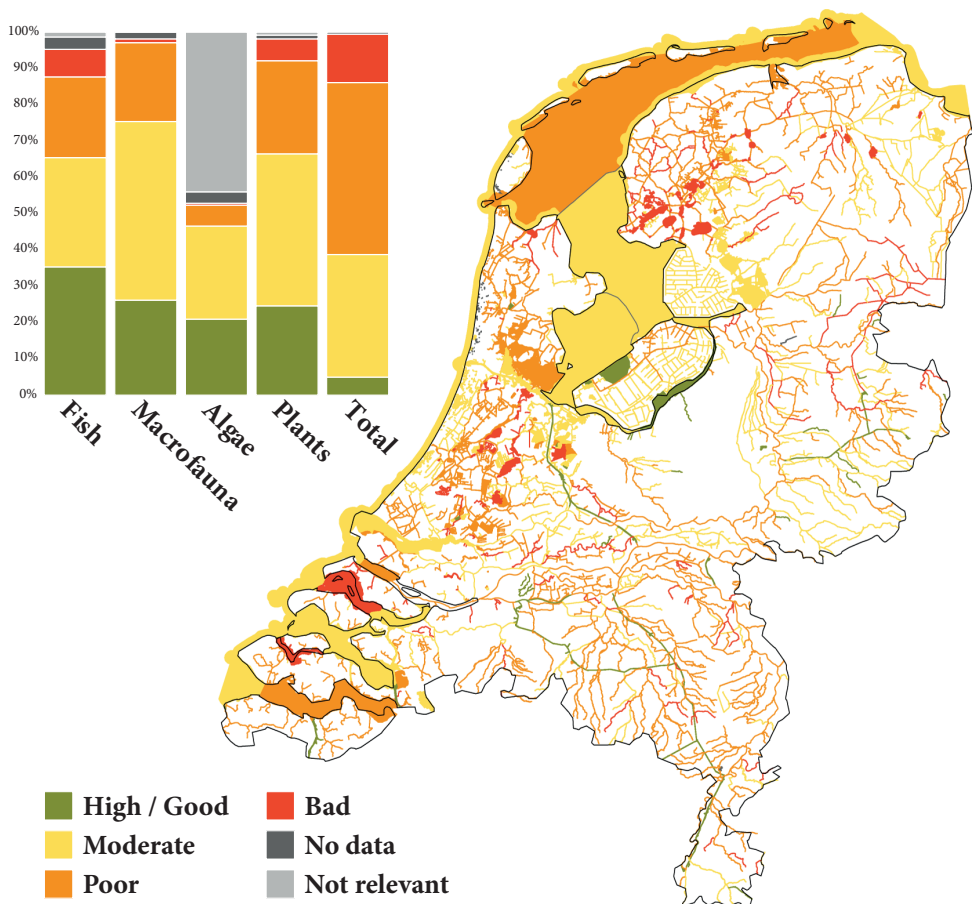 100%
90%
80%
70%
60%
50%
40%
30%
20%
10%
0%
Fish
Macrofauna
Algae
Plants
Total
High / Good
Moderate
Poor
Bad
No data
Not relevant